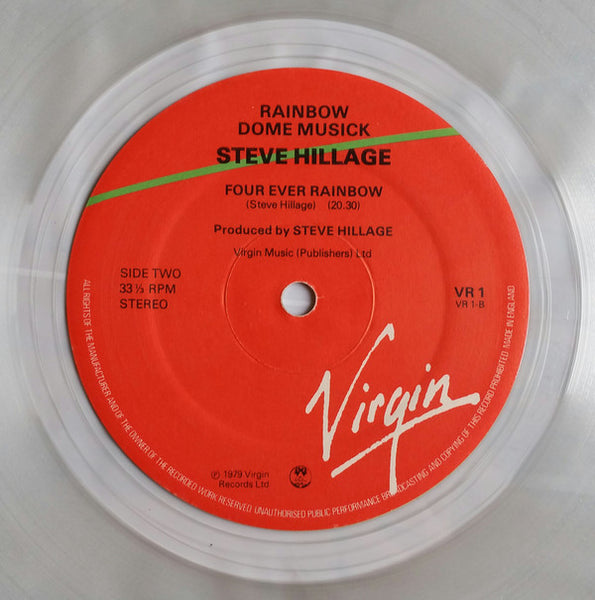 RAINBOW
DOME MUSICK
STEVE HILLAGE
FOUR EVER RAINBOW
(Steve Hillage) (20.30)
Produced by STEVE HILLAGE
Virgin Music (Publishers) Ltd
SIDE TWO
33⅓ RPM
STEREO
VR 1
VR 1-B
Virgin
℗ 1979 Virgin
Records Ltd
ALL RIGHTS OF THE MANUFACTURER AND OF THE OWNER OF THE RECORDED WORK RESERVED. UNAUTHORISED PUBLIC PERFORMANCE BROADCASTING AND COPYING OF THIS RECORD PROHIBITED. MADE IN ENGLAND